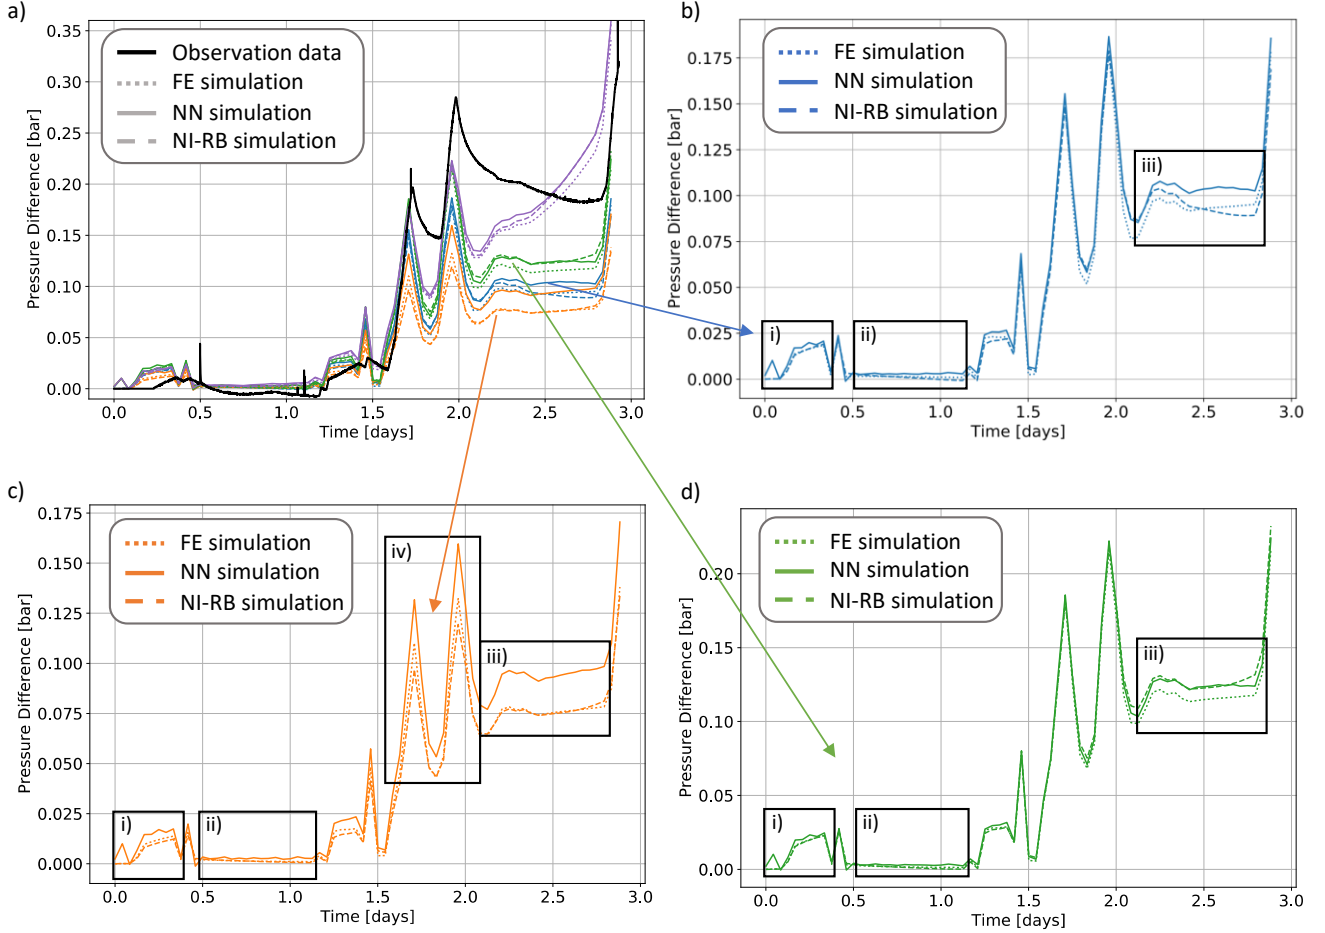 a)
0.35
0.30
0.25
0.20
0.15
0.10
0.05
0.00
Pressure Difference [bar]
Observation data
FE simulation
NN simulation
NI-RB simulation
0.0 0.5 1.0 1.5 2.0 2.5 3.0
Time [days]
b)
0.175
0.150
0.125
0.100
0.075
0.050
0.025
0.000
Pressure Difference [bar]
FE simulation
NN simulation
NI-RB simulation
iii)
i) ii)
0.0 0.5 1.0 1.5 2.0 2.5 3.0
Time [days]
c)
0.175
0.150
0.125
0.100
0.075
0.050
0.025
0.000
Pressure Difference [bar]
FE simulation
NN simulation
NI-RB simulation
iv)
iii)
i) ii)
0.0 0.5 1.0 1.5 2.0 2.5 3.0
Time [days]
d)
0.20
0.15
0.10
0.05
0.00
Pressure Difference [bar]
FE simulation
NN simulation
NI-RB simulation
iii)
i) ii)
0.0 0.5 1.0 1.5 2.0 2.5 3.0
Time [days]